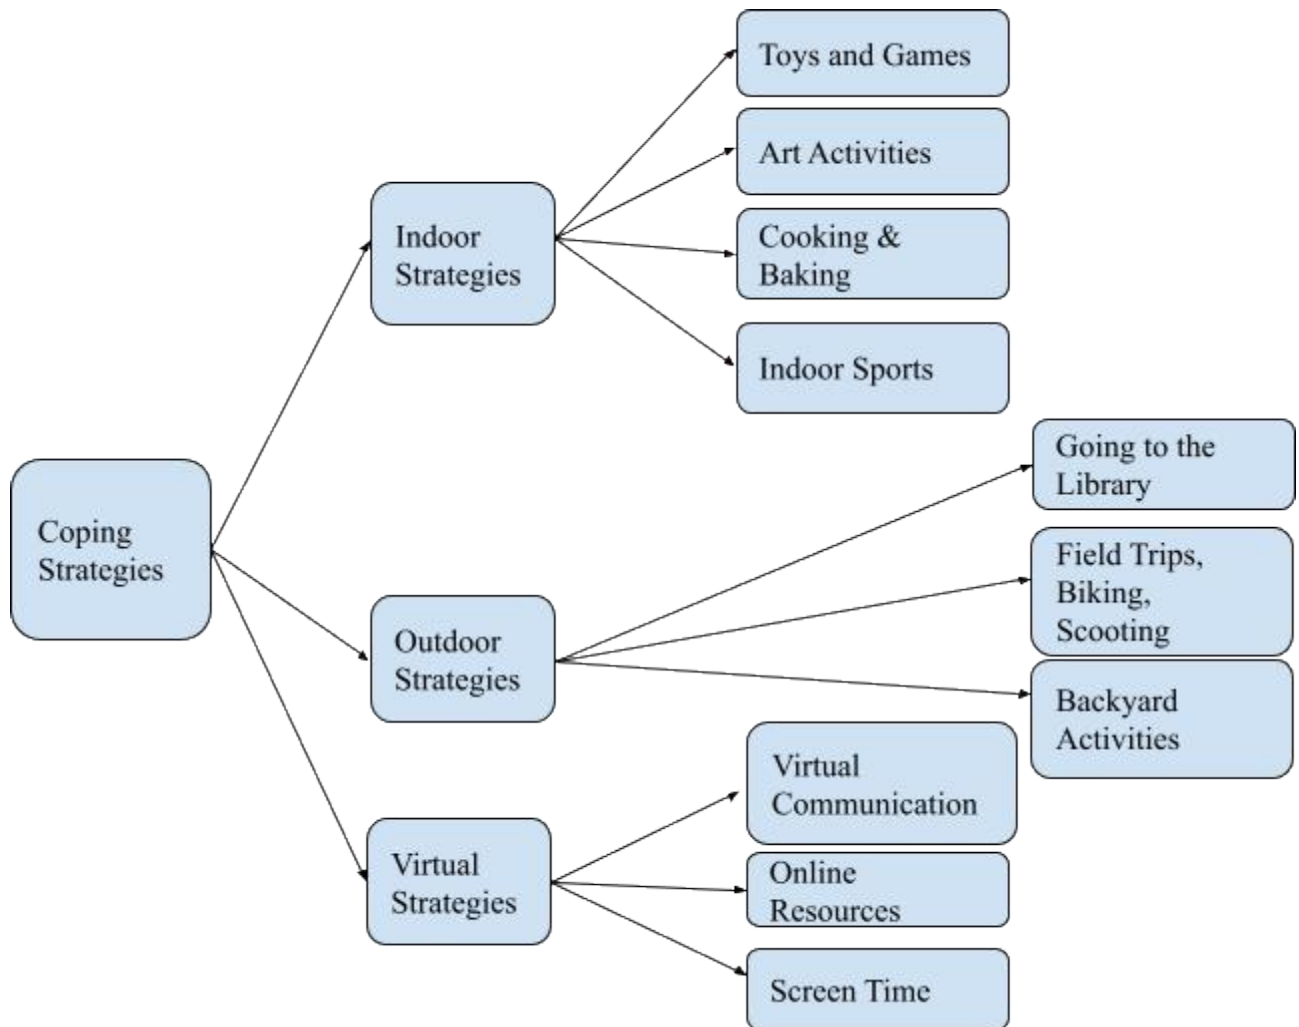 Toys and Games
Art Activities
Indoor
Strategies
Cooking &
Baking
Indoor Sports
Going to the
Library
Coping
Strategies
Field Trips,
Biking,
Scooting
Outdoor
Strategies
Backyard
Activities
Virtual
Communication
Virtual
Strategies
Online
Resources
Screen Time